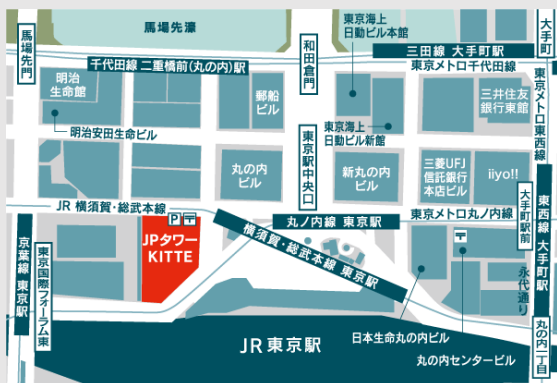 馬場先濠
馬場先門
和田倉門
大手町
東京海上
日動ビル本館
三田線 大手町駅
千代田線 二重橋前(丸の内)駅
東京メトロ千代田線
明治
生命館
郵船
ビル
三井住友
銀行東館
東京メトロ東西線
明治安田生命ビル
東京海上
日動ビル新館
東京駅中央口
丸の内
ビル
新丸の内
ビル
三菱UFJ
信託銀行
本店ビル
iiyo!!
JR 横須賀・総武本線
P
丸ノ内線 東京駅
東京メトロ丸ノ内線
大手町駅前
東西線 大手町駅
JPタワー
KITTE
横須賀・総武本線 東京駅
京葉線 東京駅
東京国際フォーラム東
永代通り
日本生命丸の内ビル
丸の内センタービル
丸の内一丁目
JR 東京駅